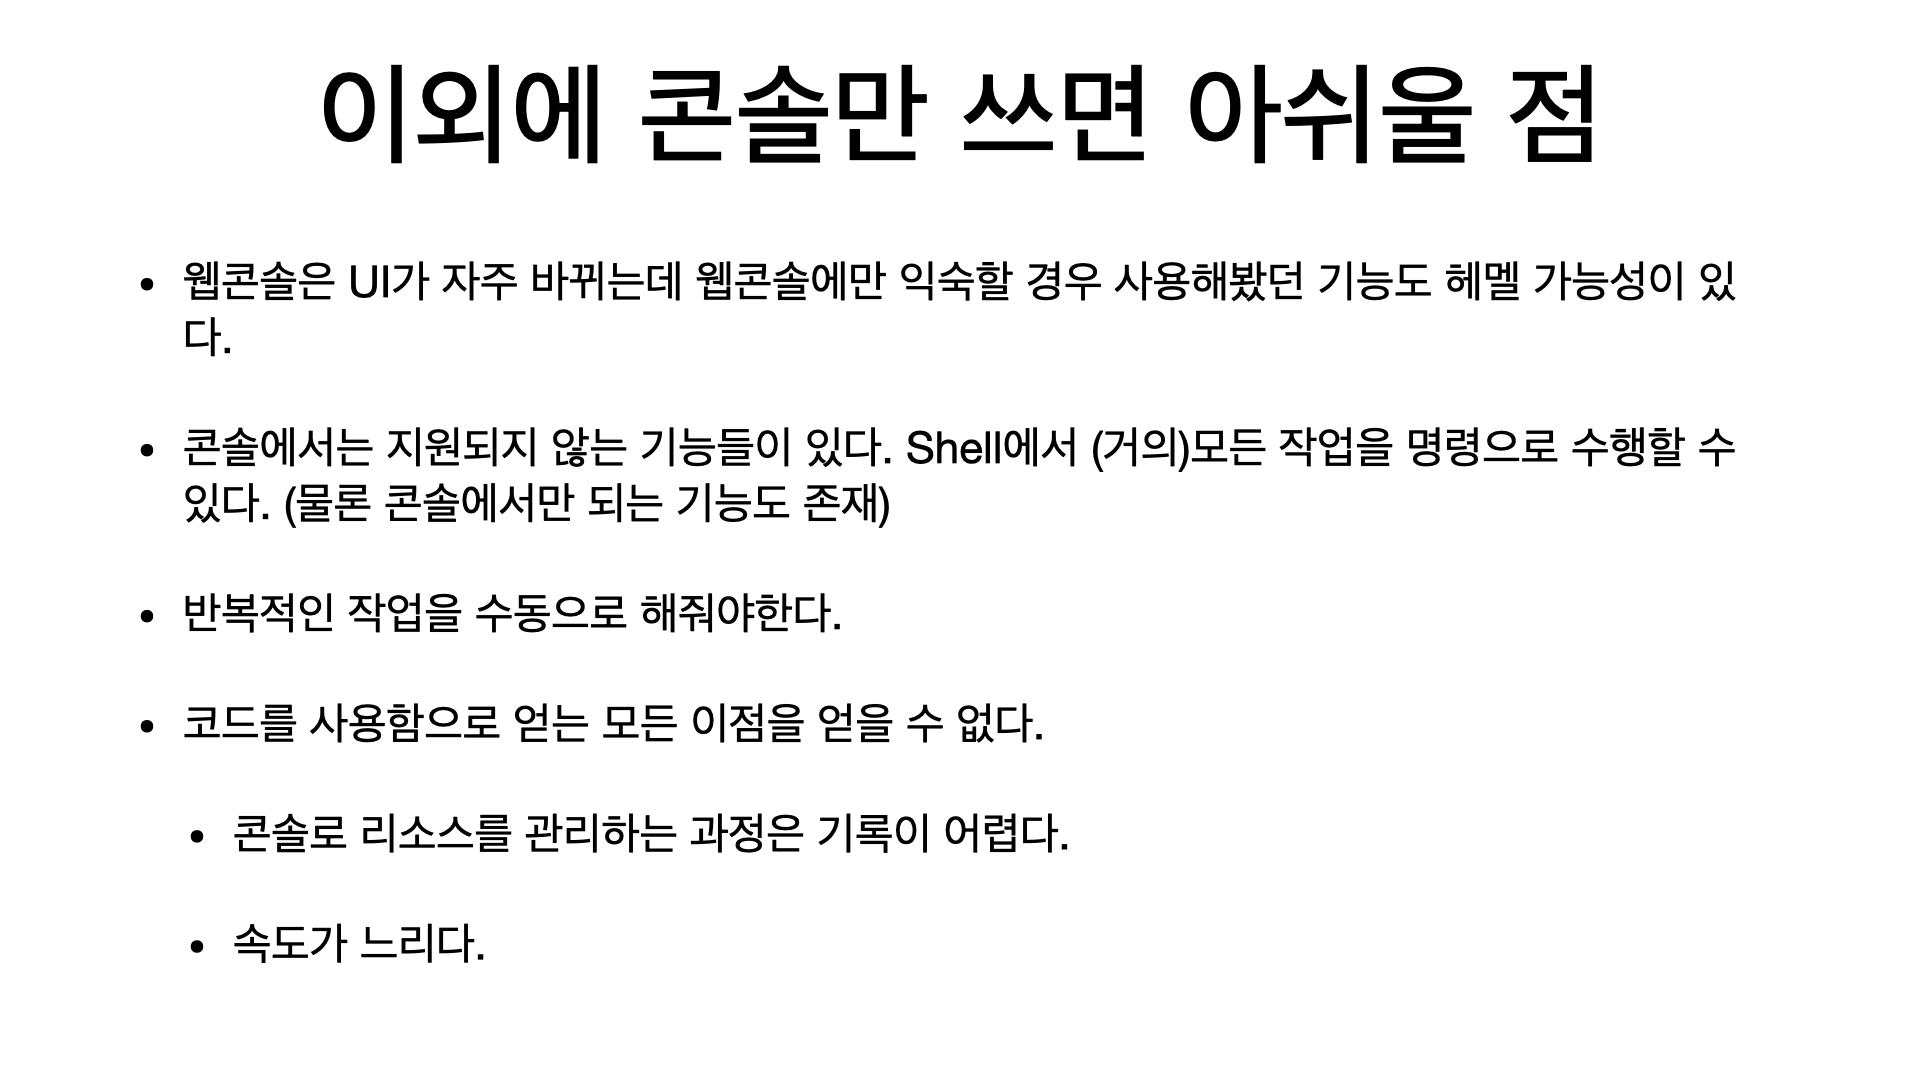 이외에 콘솔만 쓰면 아쉬울 점
• 웹콘솔은 UI가 자주 바뀌는데 웹콘솔에만 익숙할 경우 사용해봤던 기능도 헤멜 가능성이 있
다.
• 콘솔에서는 지원되지 않는 기능들이 있다. Shell에서 (거의)모든 작업을 명령으로 수행할 수
있다. (물론 콘솔에서만 되는 기능도 존재)
• 반복적인 작업을 수동으로 해줘야한다.
• 코드를 사용함으로 얻는 모든 이점을 얻을 수 없다.
• 콘솔로 리소스를 관리하는 과정은 기록이 어렵다.
• 속도가 느리다.